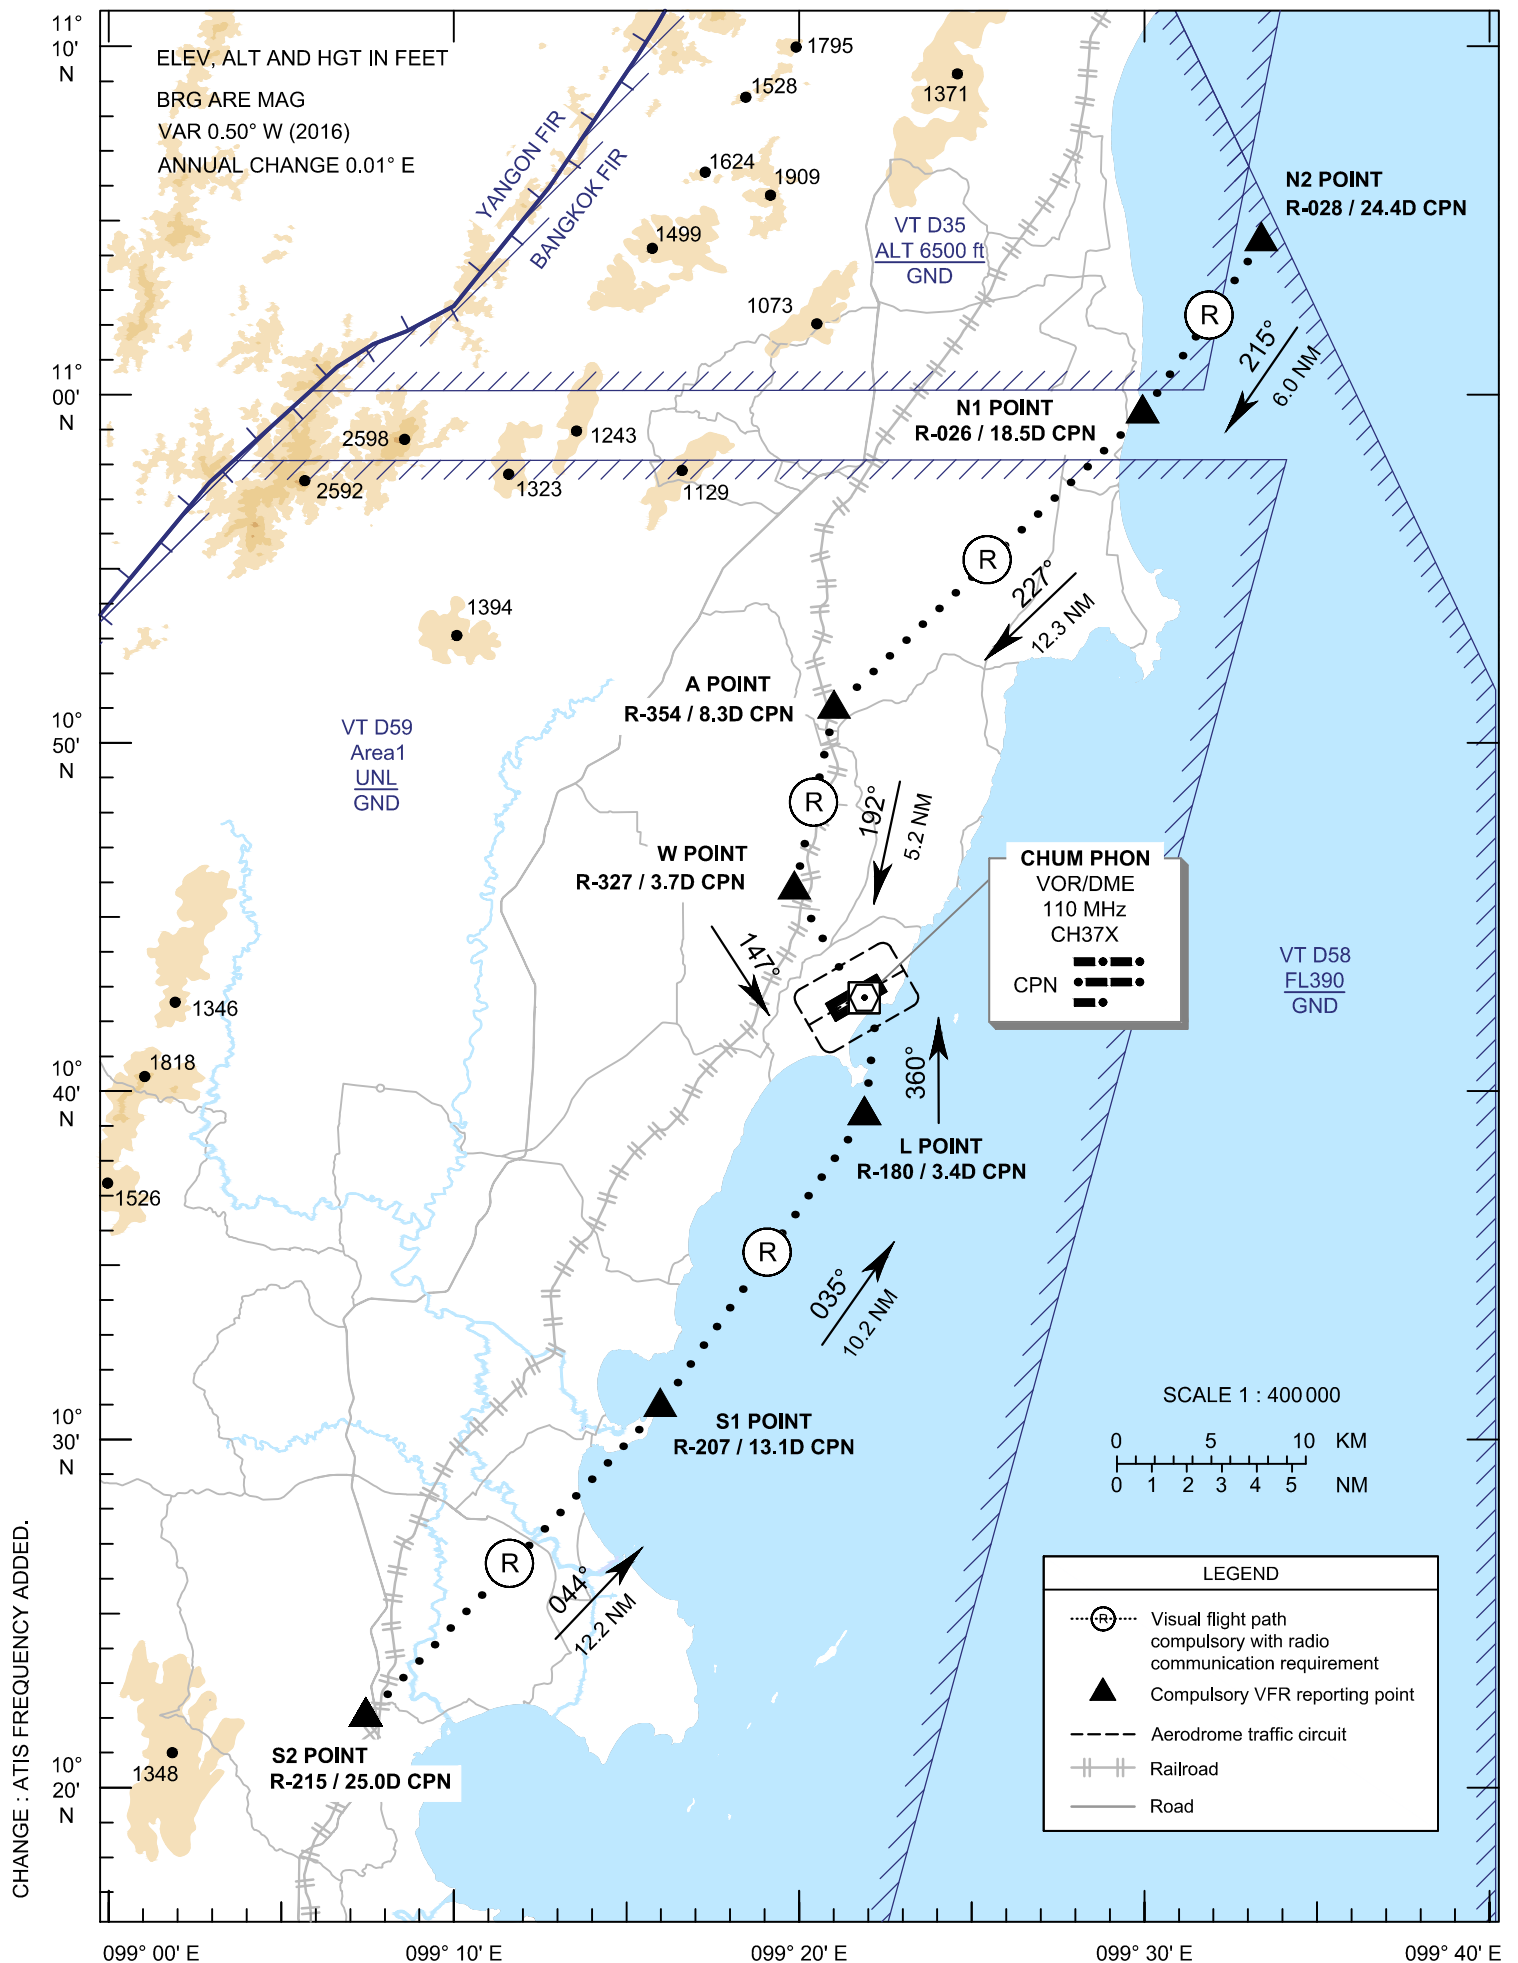 11°
10'
N
ELEV, ALT AND HGT IN FEET
BRG ARE MAG
VAR 0.50° W (2016)
ANNUAL CHANGE 0.01° E
YANGON FIR
BANGKOK FIR
1795
1528
1371
1624
1909
1499
1073
VT D35
ALT 6500 ft
GND
N2 POINT
R-028 / 24.4D CPN
R
215°
6.0 NM
11°
00'
N
N1 POINT
R-026 / 18.5D CPN
2598
1243
2592
1323
1129
R
227°
12.3 NM
1394
A POINT
R-354 / 8.3D CPN
10°
50'
N
VT D59
Area1
UNL
GND
R
192°
5.2 NM
W POINT
R-327 / 3.7D CPN
147°
CHUM PHON
VOR/DME
110 MHz
CH37X
CPN
VT D58
FL390
GND
1346
1818
10°
40'
N
360°
L POINT
R-180 / 3.4D CPN
1526
R
035°
10.2 NM
10°
30'
N
S1 POINT
R-207 / 13.1D CPN
SCALE 1 : 400 000
0 5 10 KM
0 1 2 3 4 5 NM
R
044°
12.2 NM
S2 POINT
R-215 / 25.0D CPN
1348
10°
20'
N
LEGEND
R
Visual flight path
compulsory with radio
communication requirement
Compulsory VFR reporting point
Aerodrome traffic circuit
Railroad
Road
CHANGE : ATIS FREQUENCY ADDED.
099° 00' E
099° 10' E
099° 20' E
099° 30' E
099° 40' E